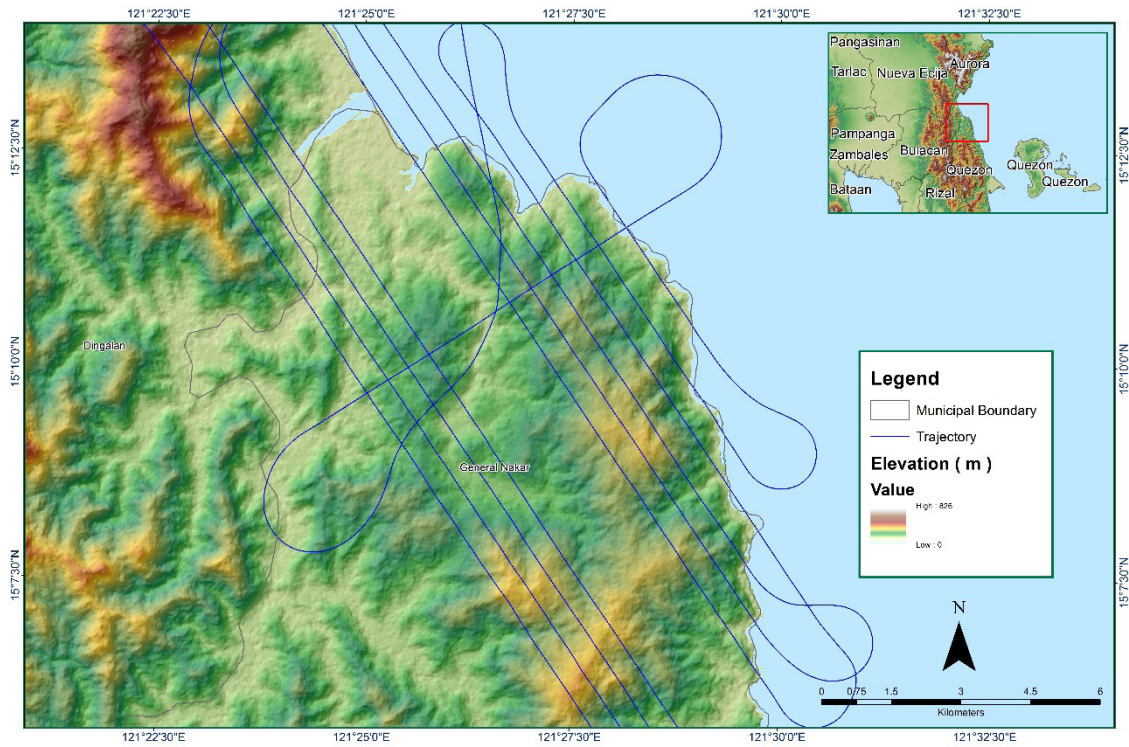 121°22'30"E 121°25'0"E 121°27'30"E 121°30'0"E 121°32'30"E
Pangasinan
Aurora
Tarlac
Nueva Ecija
Pampanga
Zambales
Bulacan
Quezon
Quezon
Quezon
Bataan
Rizal
15°12'30"N
15°12'30"N
Dingalan
15°10'0"N
15°10'0"N
Legend
Municipal Boundary
Trajectory
Elevation ( m )
Value
High : 826
Low : 0
General Nakar
15°7'30"N
15°7'30"N
N
0 0.75 1.5 3 4.5 6
Kilometers
121°22'30"E 121°25'0"E 121°27'30"E 121°30'0"E 121°32'30"E